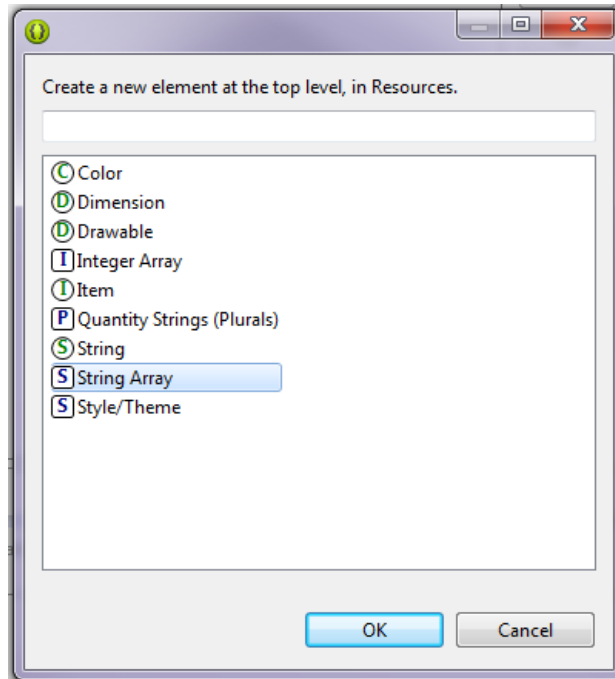 Create a new element at the top level, in Resources.
C Color
D Dimension
D Drawable
I Integer Array
I Item
P Quantity Strings (Plurals)
S String
S String Array
S Style/Theme
OK Cancel